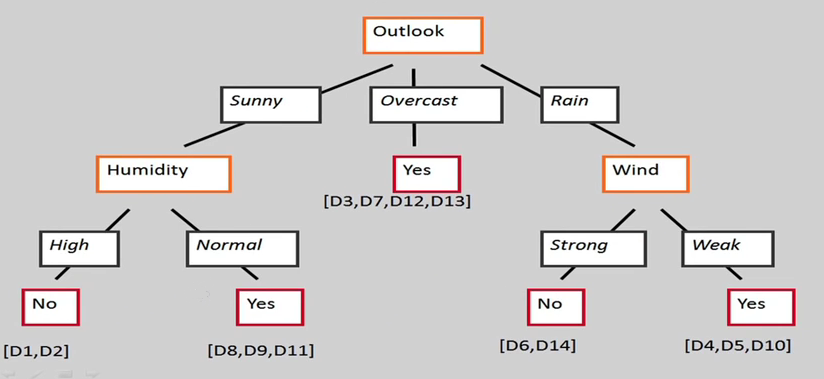 Outlook
Sunny
Overcast
Rain
Humidity
Yes
Wind
[D3,D7,D12,D13]
High
Normal
Strong
Weak
No
Yes
No
Yes
[D1,D2]
[D8,D9,D11]
[D6,D14]
[D4,D5,D10]